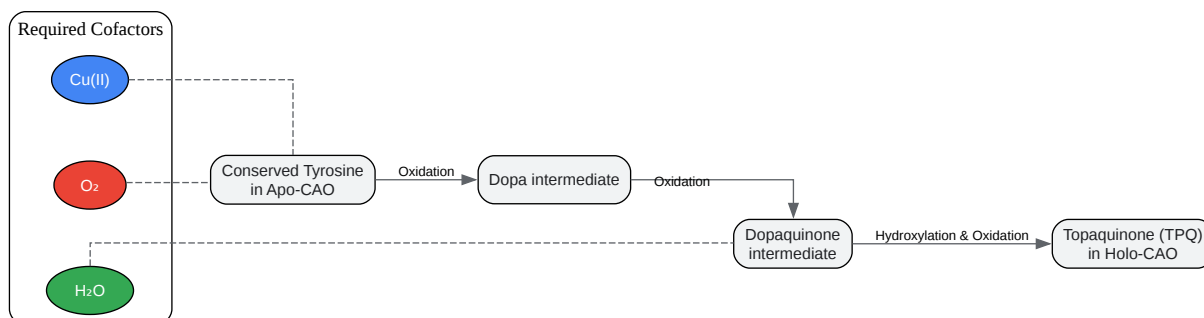 Required Cofactors
Cu(II)
O₂
H₂O
Conserved Tyrosine
in Apo-CAO
Oxidation
Dopa intermediate
Oxidation
Dopaquinone
intermediate
Hydroxylation & Oxidation
Topaquinone (TPQ)
in Holo-CAO